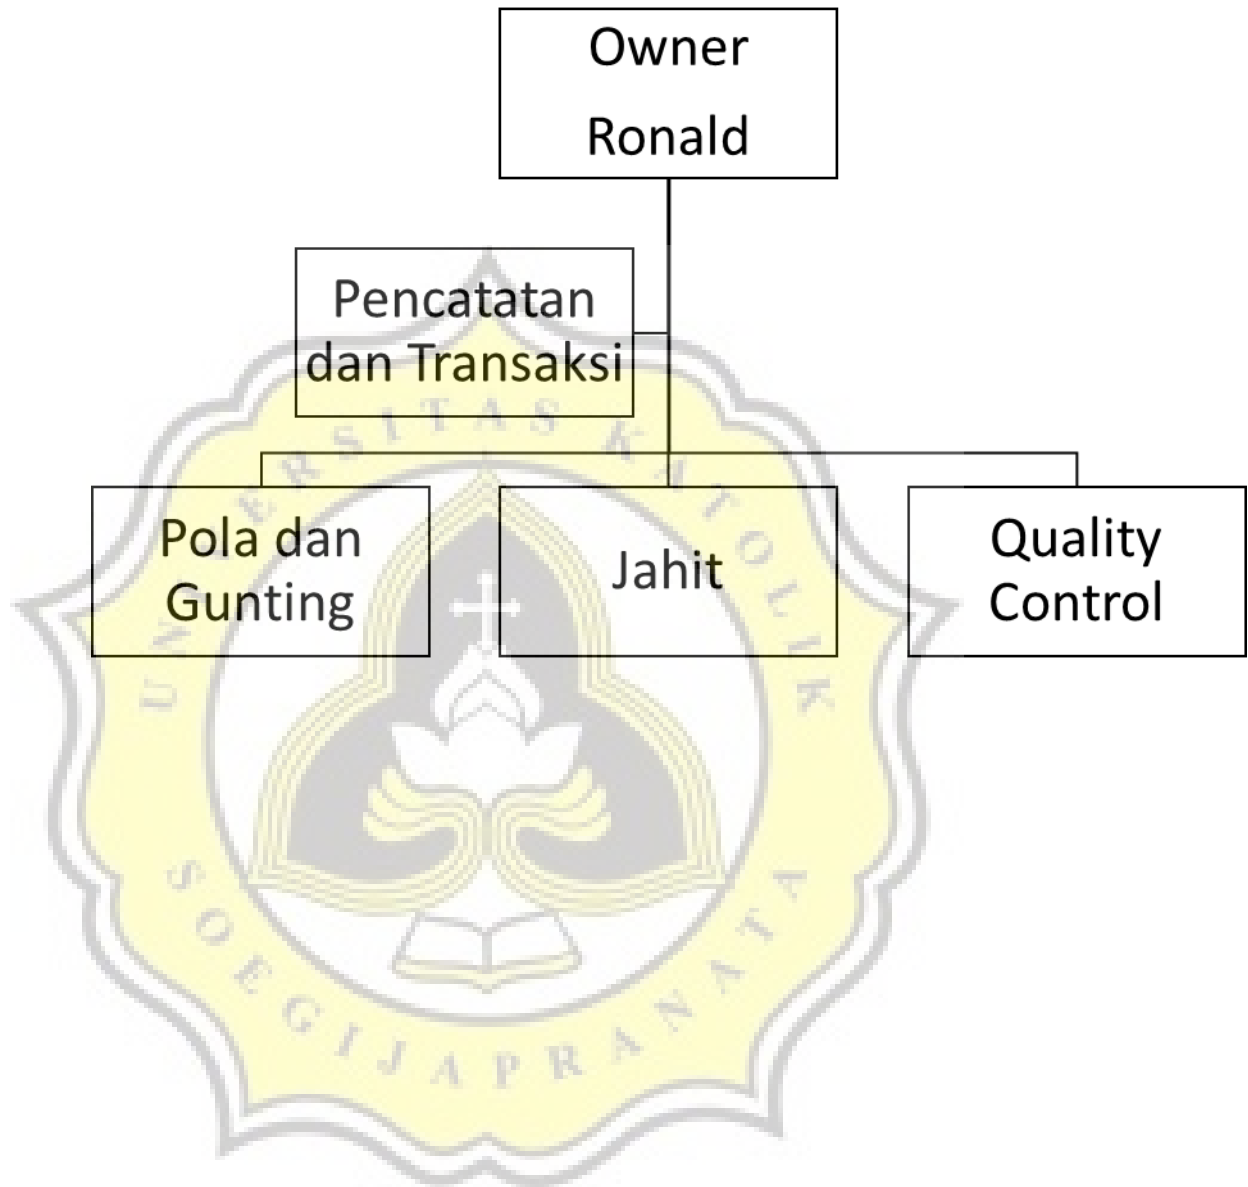 Owner
Ronald
Pencatatan
dan Transaksi
Pola dan
Gunting
Jahit
Quality
Control
UNIVERSITAS KATOLIK
SOEGIJAPRANATA